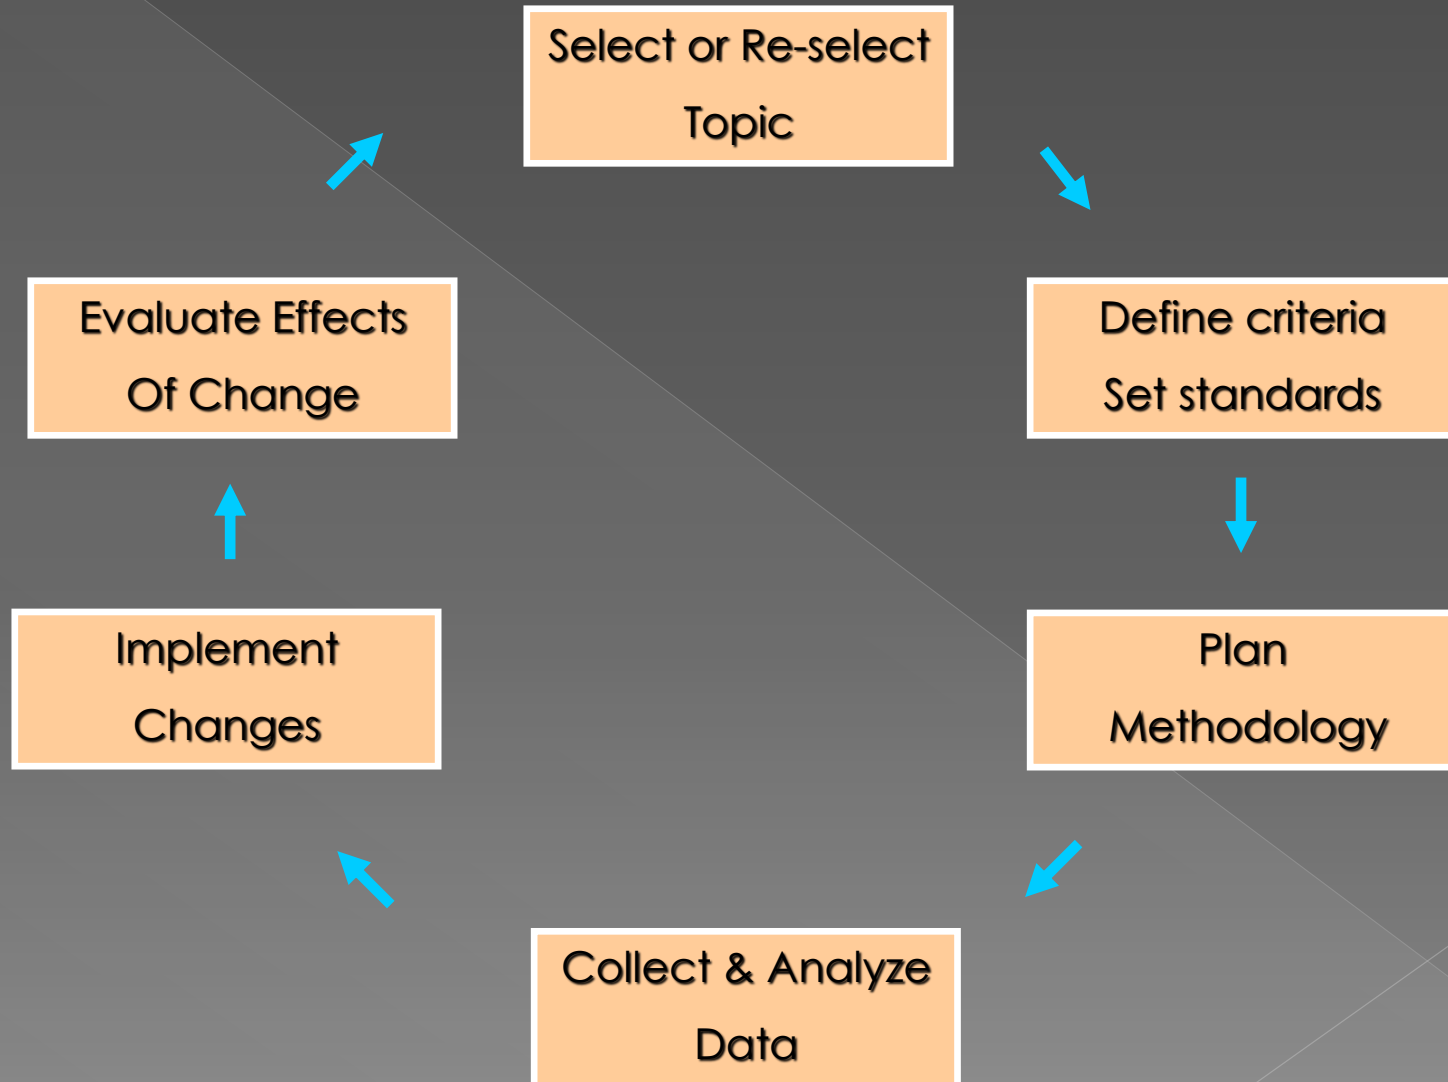 Select or Re-select
Topic
Define criteria
Set standards
Plan
Methodology
Collect & Analyze
Data
Implement
Changes
Evaluate Effects
Of Change